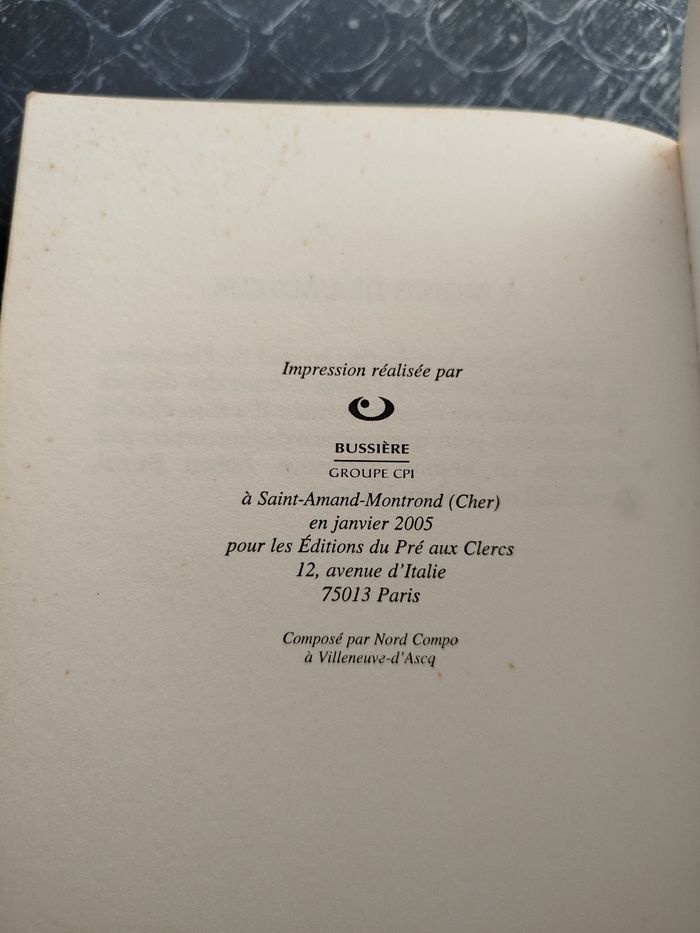 Impression réalisée par
BUSSIÈRE
GROUPE CPI
à Saint-Amand-Montrond (Cher)
en janvier 2005
pour les Éditions du Pré aux Clercs
12, avenue d'Italie
75013 Paris
Composé par Nord Compo
à Villeneuve-d'Ascq